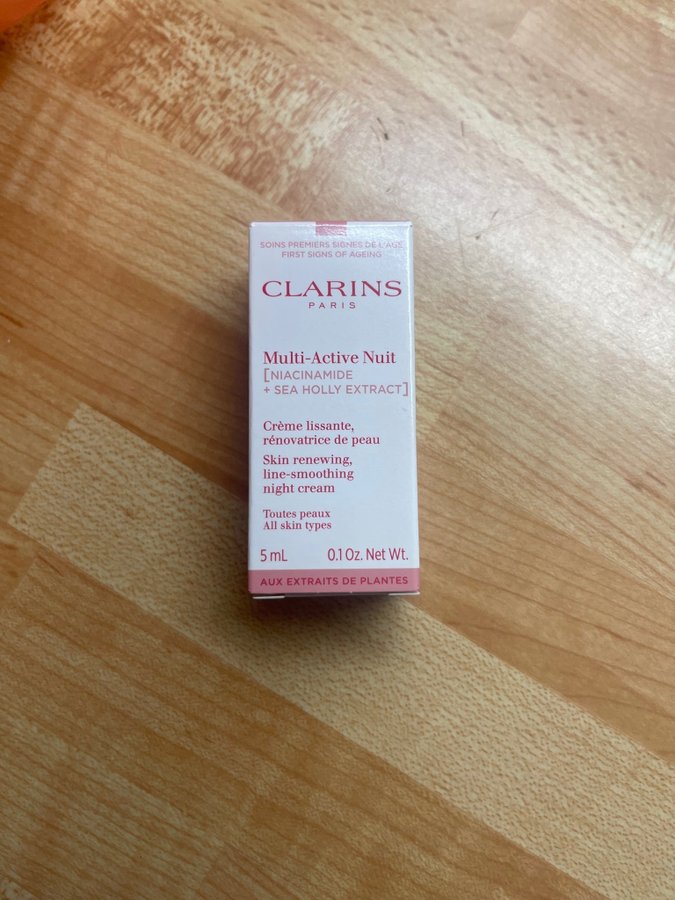 SOINS PREMIERS SIGNES DE L'ÂGE
FIRST SIGNS OF AGEING
CLARINS
PARIS
Multi-Active Nuit
[NIACINAMIDE
+ SEA HOLLY EXTRACT]
Crème lissante,
rénovatrice de peau
Skin renewing,
line-smoothing
night cream
Toutes peaux
All skin types
5 mL 0.1 Oz. Net Wt.
AUX EXTRAITS DE PLANTES